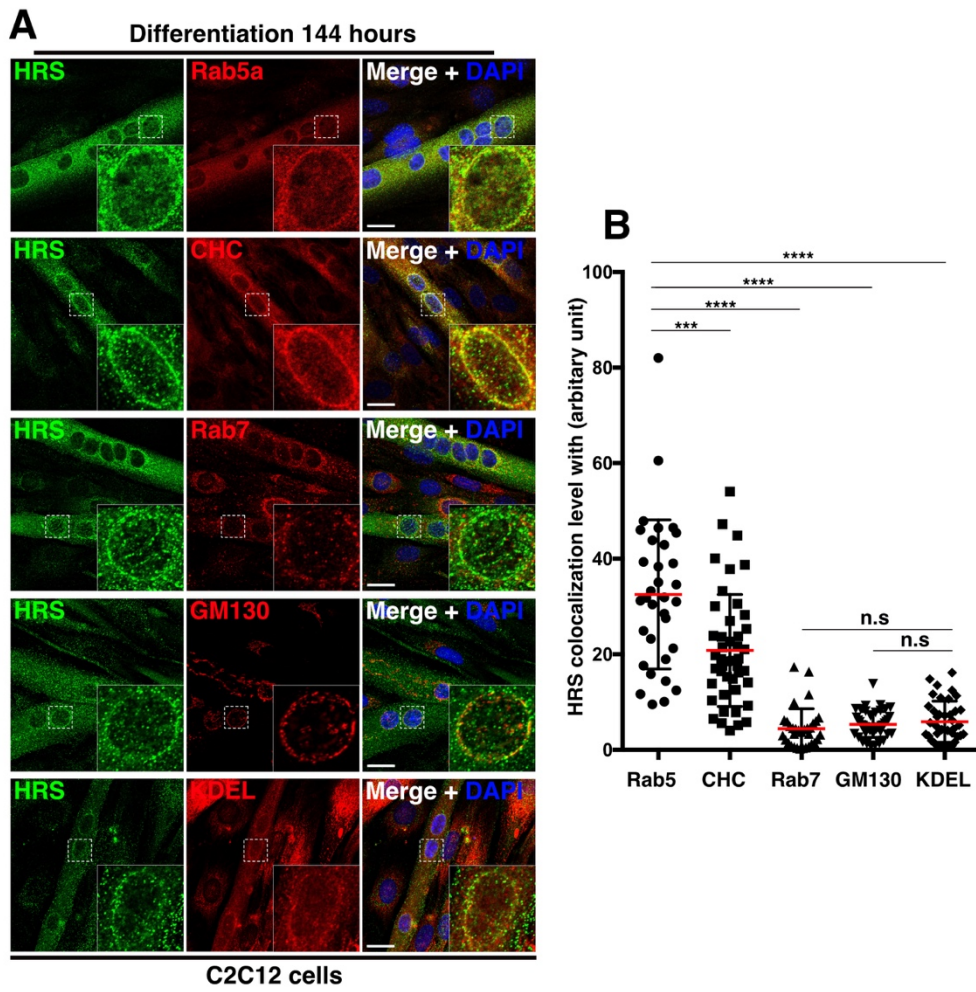 A
Differentiation 144 hours
HRS Rab5a Merge + DAPI
HRS CHC Merge + DAPI
HRS Rab7 Merge + DAPI
HRS GM130 Merge + DAPI
HRS KDEL Merge + DAPI
C2C12 cells
B
HRS colocalization level with (arbitary unit)
100
80
60
40
20
0
****
****
****
***
n.s
n.s
Rab5 CHC Rab7 GM130 KDEL